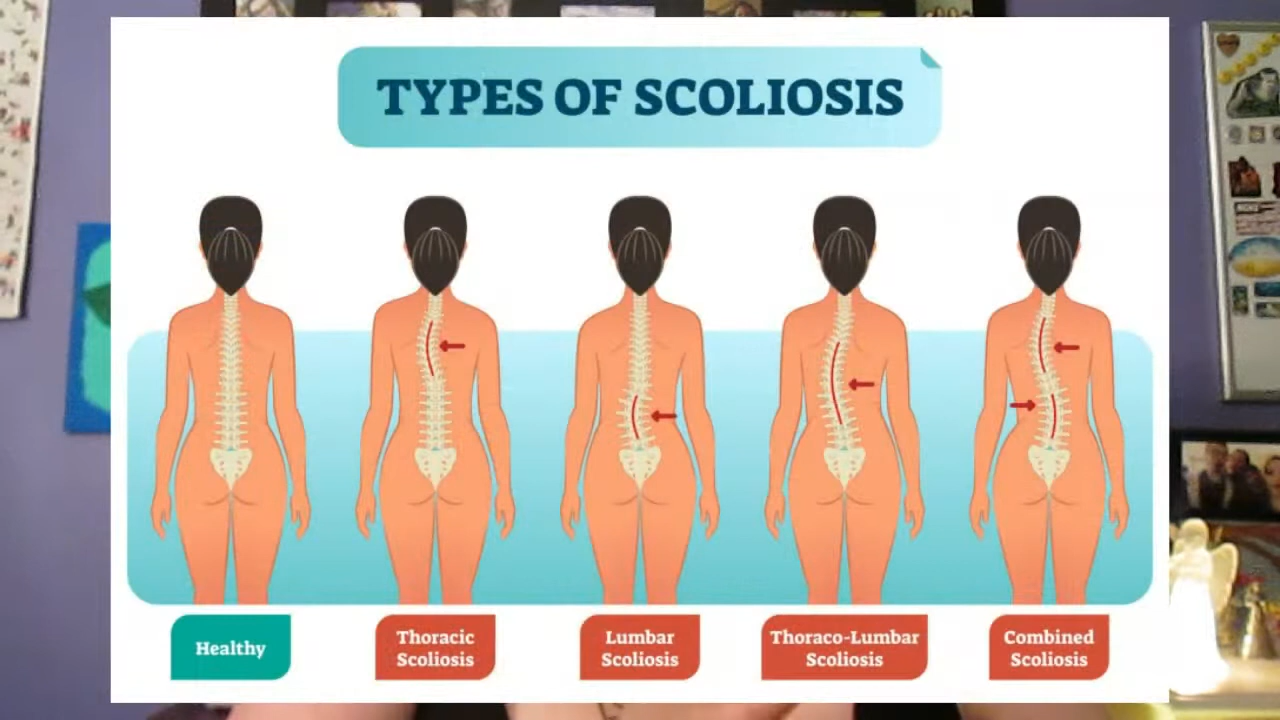 TYPES OF SCOLIOSIS
Healthy
Thoracic
Scoliosis
Lumbar
Scoliosis
Thoraco-Lumbar
Scoliosis
Combined
Scoliosis